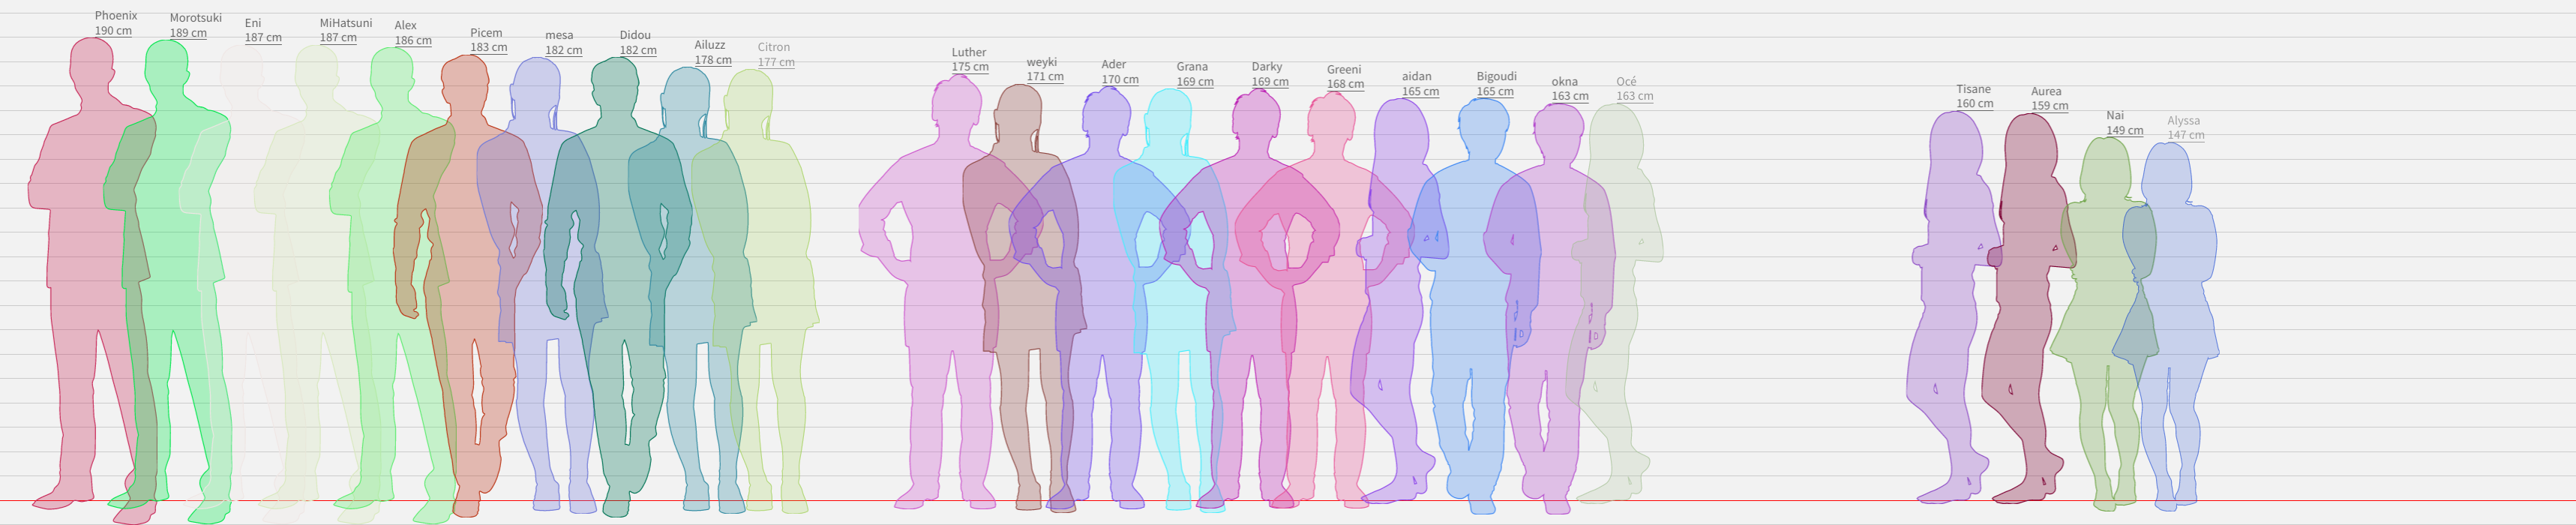 Phoenix
190 cm
Morotsuki
189 cm
Eni
187 cm
MiHatsuni
187 cm
Alex
186 cm
Picem
183 cm
mesa
182 cm
Didou
182 cm
Ailuzz
178 cm
Citron
177 cm
Luther
175 cm
weyki
171 cm
Ader
170 cm
Grana
169 cm
Darky
169 cm
Greeni
168 cm
aidan
165 cm
Bigoudi
165 cm
okna
163 cm
Océ
163 cm
Tisane
160 cm
Aurea
159 cm
Nai
149 cm
Alyssa
147 cm